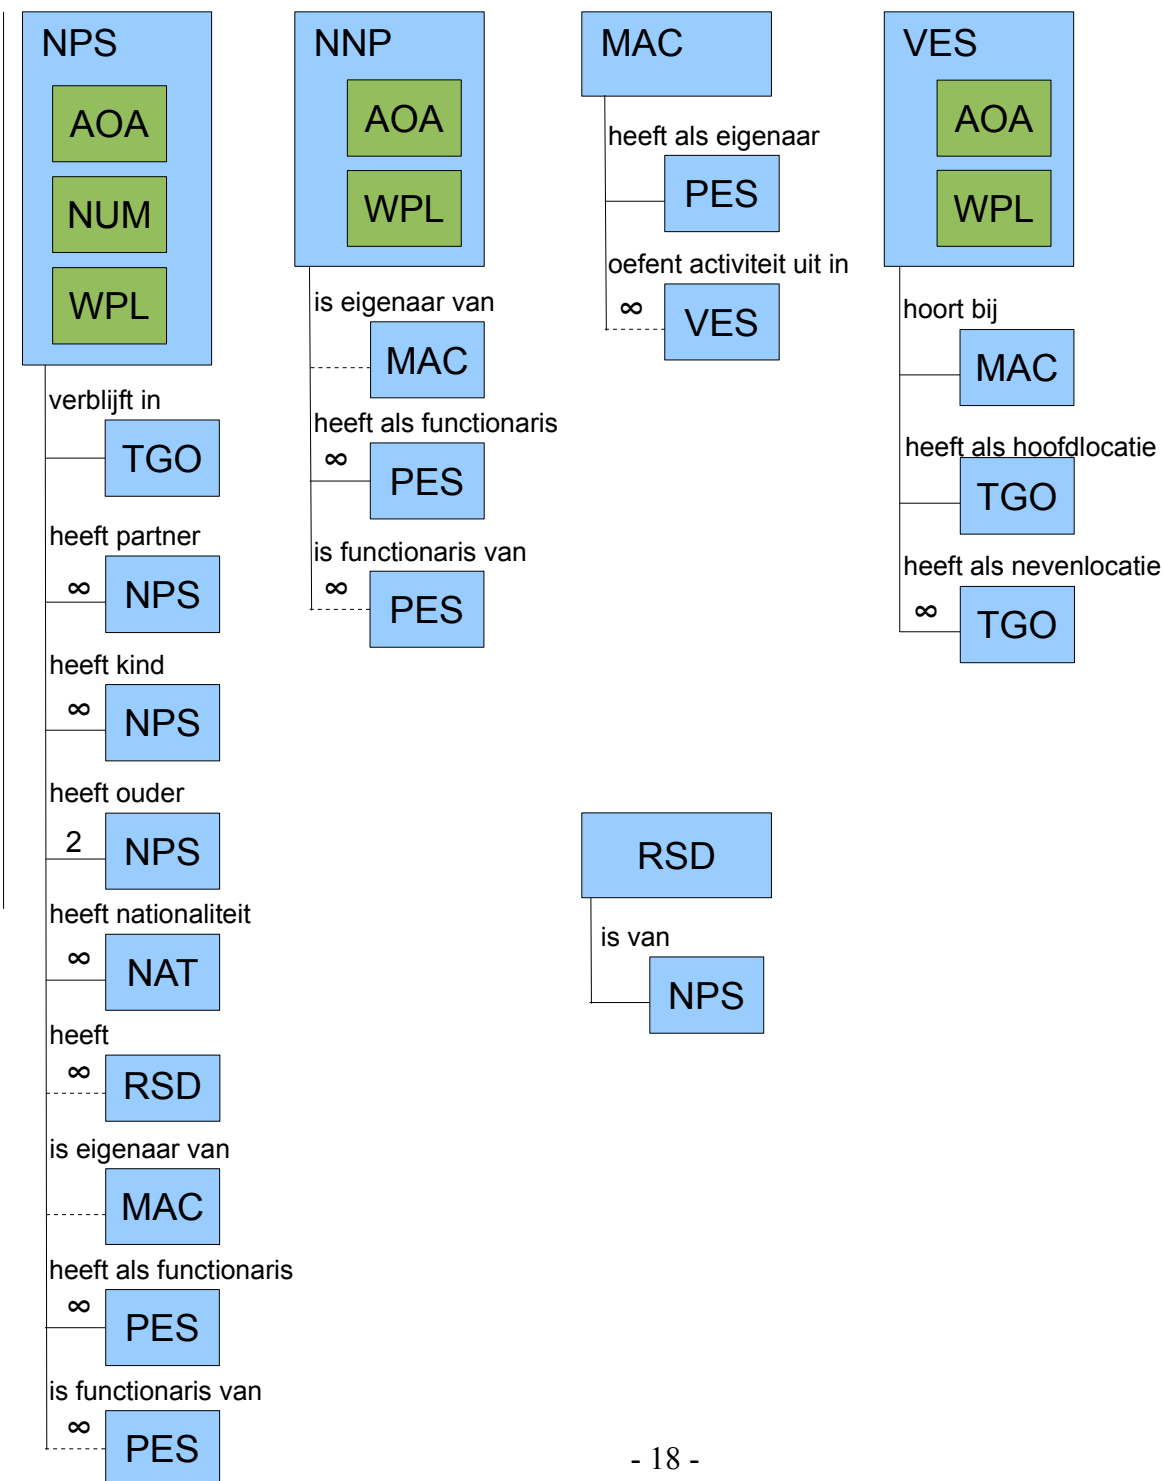 NPS
AOA
NUM
WPL
verblijft in
TGO
heeft partner
∞
NPS
heeft kind
∞
NPS
heeft ouder
2
NPS
heeft nationaliteit
∞
NAT
heeft
∞
RSD
is eigenaar van
MAC
heeft als functionaris
∞
PES
is functionaris van
∞
PES
NNP
AOA
WPL
is eigenaar van
MAC
heeft als functionaris
∞
PES
is functionaris van
∞
PES
MAC
heeft als eigenaar
PES
oefent activiteit uit in
∞
VES
RSD
is van
NPS
VES
AOA
WPL
hoort bij
MAC
heeft als hoofdlocatie
TGO
heeft als nevenlocatie
∞
TGO
- 18 -